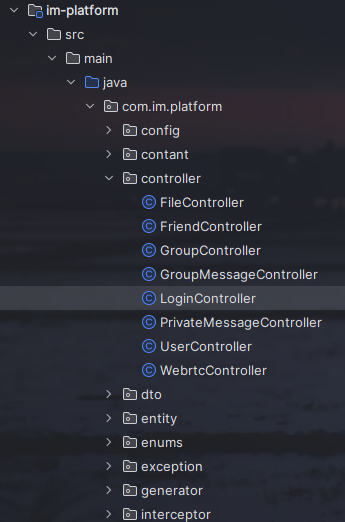 im-platform
src
main
java
com.im.platform
config
contant
controller
FileController
FriendController
GroupController
GroupMessageController
LoginController
PrivateMessageController
UserController
WebrtcController
dto
entity
enums
exception
generator
interceptor